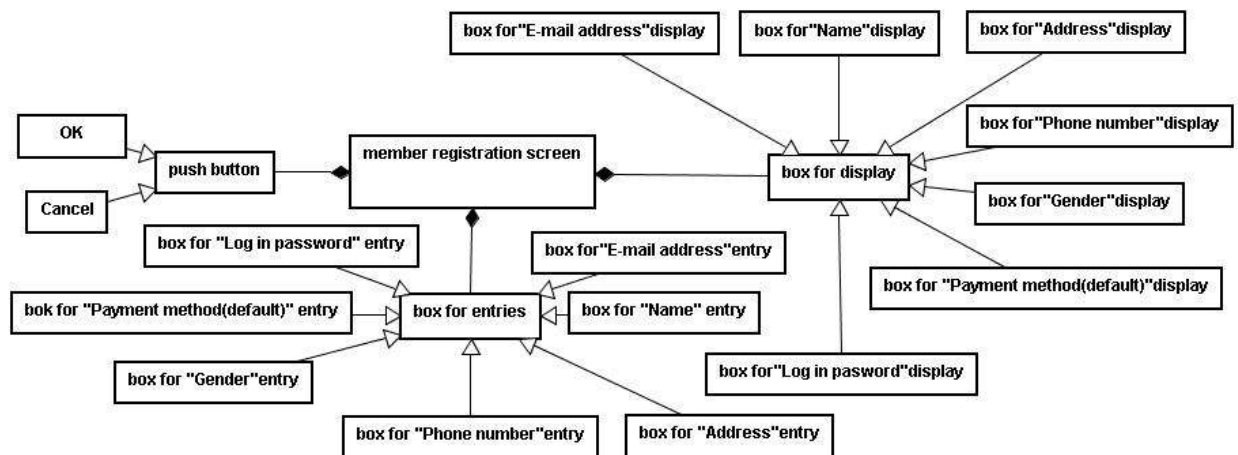 box for"E-mail address"display
box for"Name"display
box for"Address"display
OK
member registration screen
box for"Phone number"display
push button
box for display
Cancel
box for"Gender"display
box for "Log in password" entry
box for"E-mail address"entry
box for "Payment method(default)"display
bok for "Payment method(default)" entry
box for entries
box for "Name" entry
box for "Gender"entry
box for"Log in pasword"display
box for "Phone number"entry
box for "Address"entry